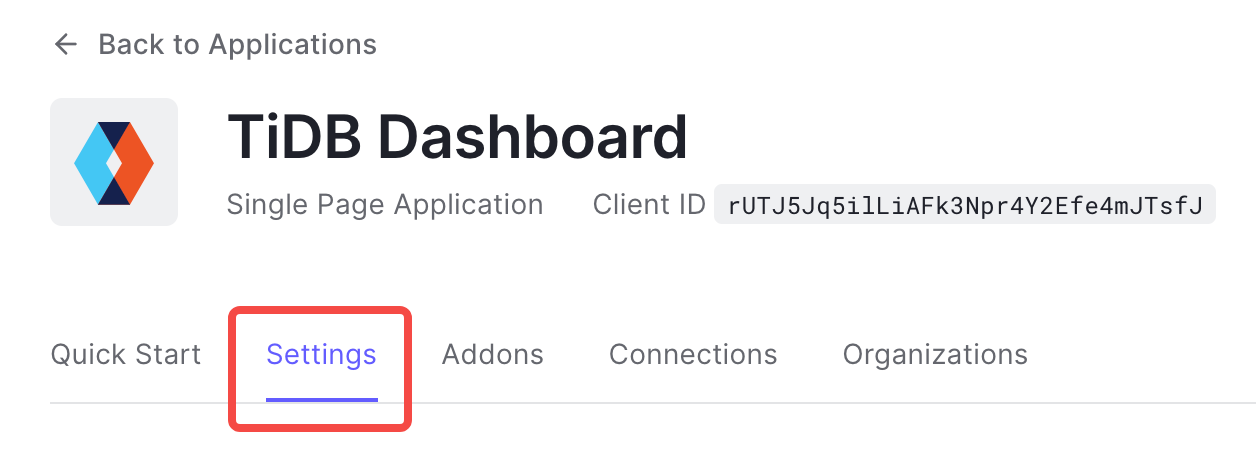 ← Back to Applications
TiDB Dashboard
Single Page Application Client ID rUTJ5Jq5ilLiAFk3Npr4Y2Efe4mJTsfJ
Quick Start Settings Addons Connections Organizations